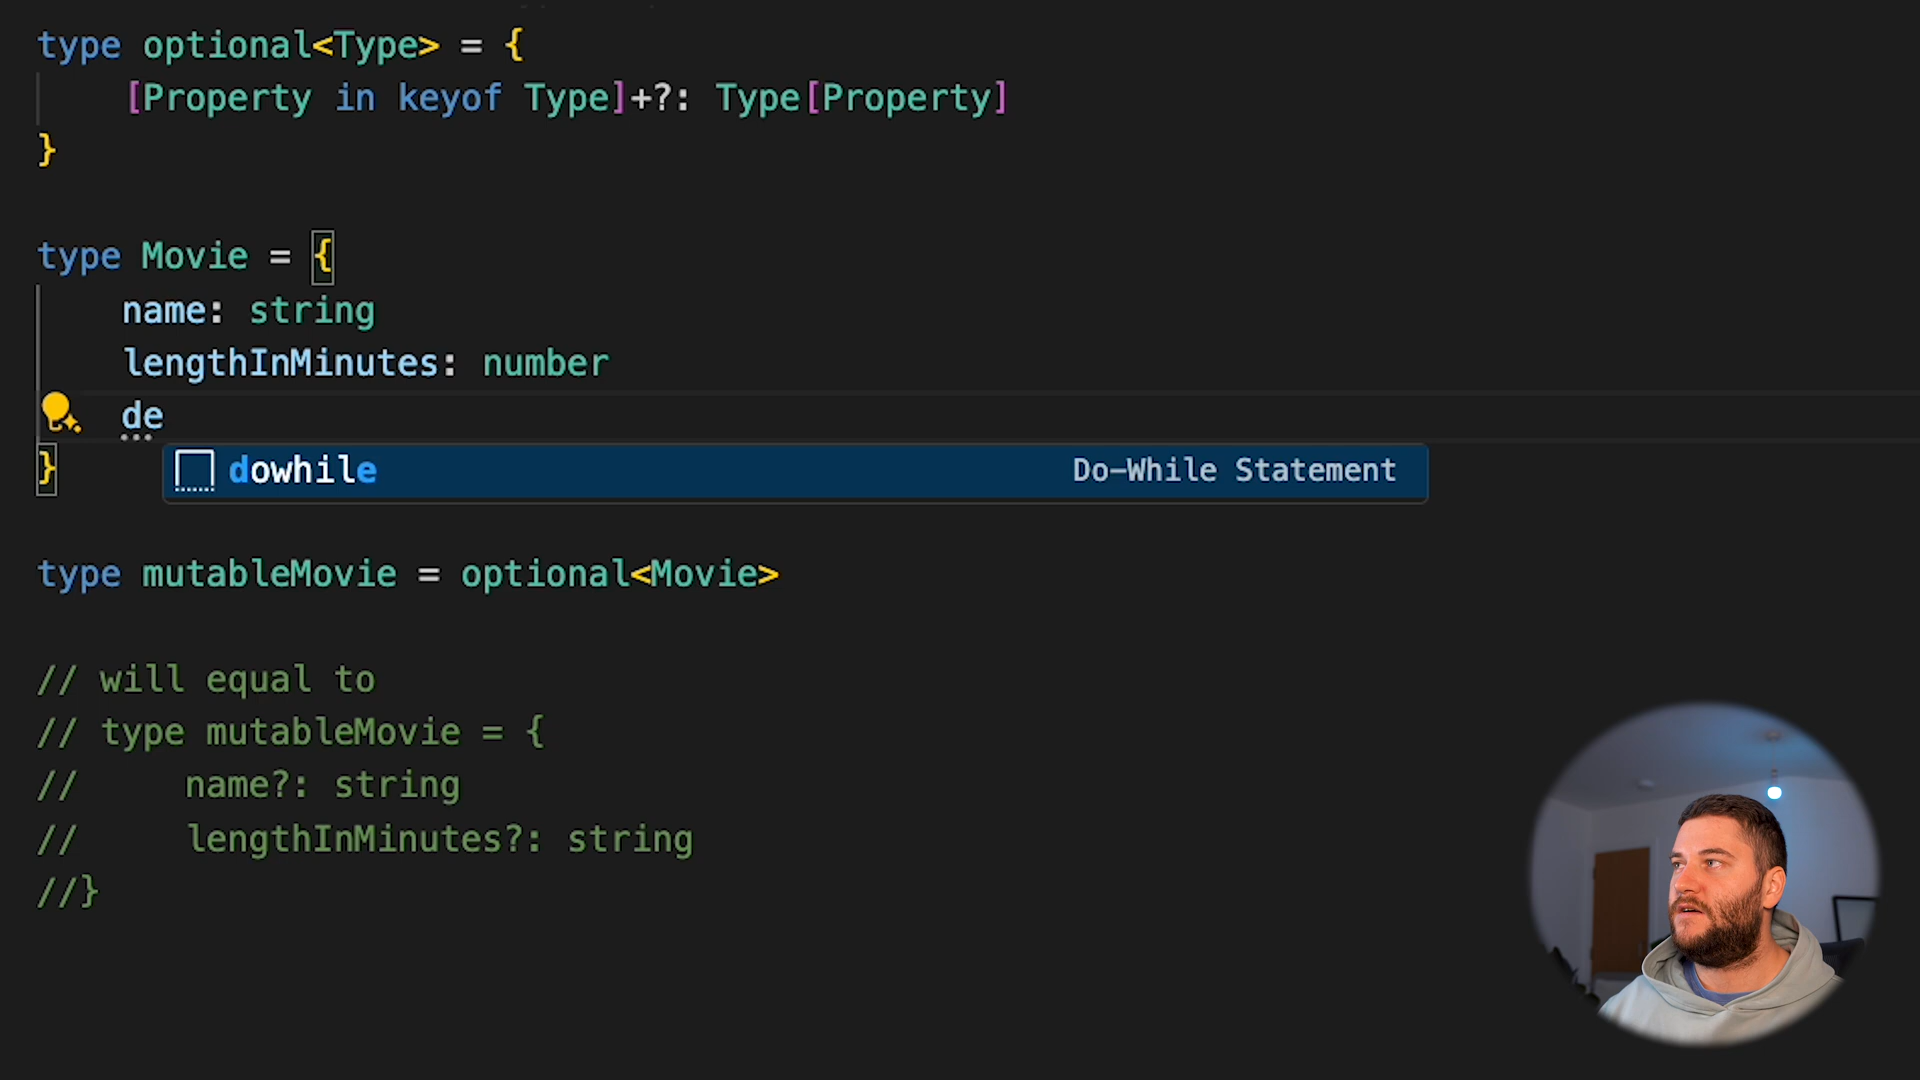 type optional<Type> = {
[Property in keyof Type]+?: Type[Property]
}
type Movie = {
name: string
lengthInMinutes: number
de
}
dowhile Do-While Statement
type mutableMovie = optional<Movie>
// will equal to
// type mutableMovie = {
// name?: string
// lengthInMinutes?: string
//}